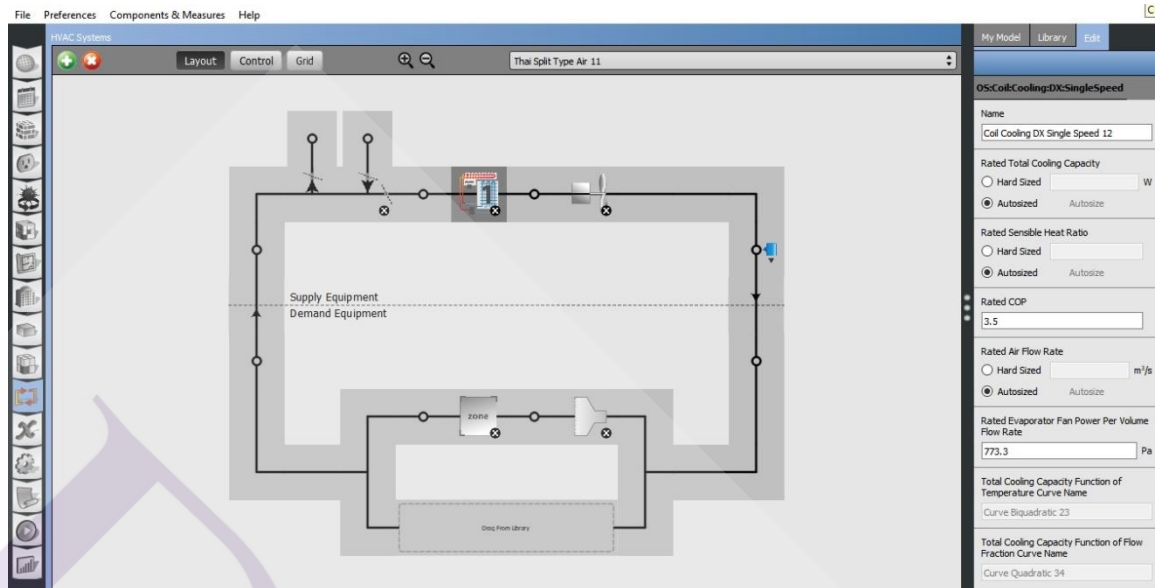 File Preferences Components & Measures Help
C
HVAC Systems
Layout Control Grid
Thai Split Type Air 11
My Model Library Edit
OS:Coil:Cooling:DX:SingleSpeed
Name
Coil Cooling DX Single Speed 12
Rated Total Cooling Capacity
Hard Sized W
Autosized Autosize
Rated Sensible Heat Ratio
Hard Sized
Autosized Autosize
Rated COP
3.5
Rated Air Flow Rate
Hard Sized m³/s
Autosized Autosize
Rated Evaporator Fan Power Per Volume
Flow Rate
773.3 Pa
Total Cooling Capacity Function of
Temperature Curve Name
Curve Biquadratic 23
Total Cooling Capacity Function of Flow
Fraction Curve Name
Curve Quadratic 34
1
Supply Equipment
Demand Equipment
zone
Drag From Library